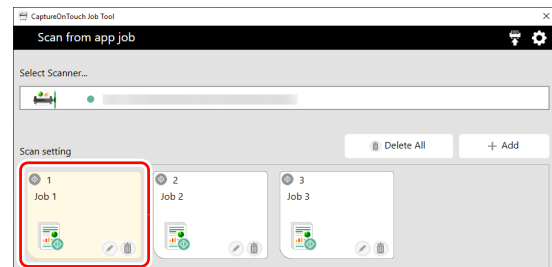 CaptureOnTouch Job Tool
Scan from app job
Select Scanner...
Delete All
+ Add
Scan setting
1
Job 1
2
Job 2
3
Job 3